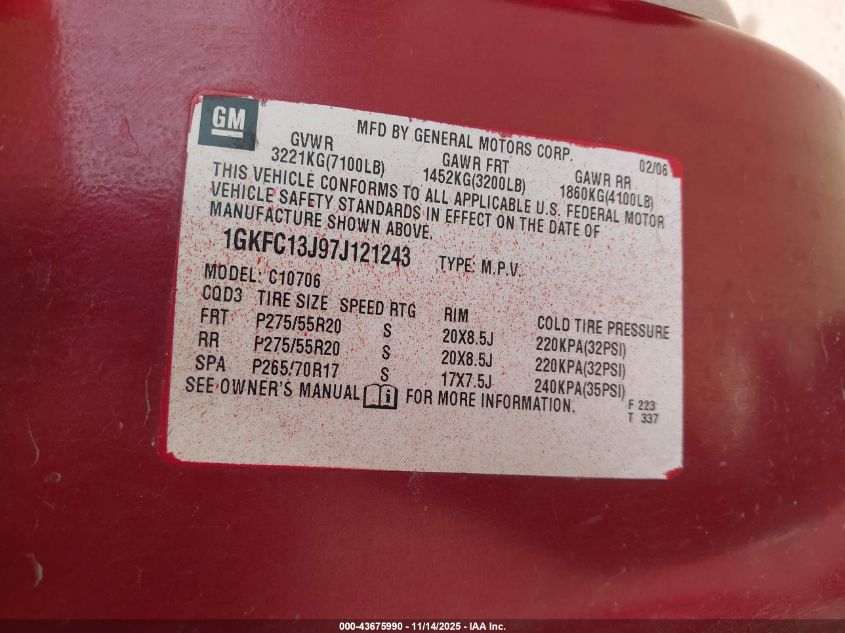 GM
MFD BY GENERAL MOTORS CORP. 02/06
GVWR GAWR FRT GAWR RR
3221KG(7100LB) 1452KG(3200LB) 1860KG(4100LB)
THIS VEHICLE CONFORMS TO ALL APPLICABLE U.S. FEDERAL MOTOR
VEHICLE SAFETY STANDARDS IN EFFECT ON THE DATE OF
MANUFACTURE SHOWN ABOVE.
1GKFC13J97J121243 TYPE: M.P.V.
MODEL: C10706
CQD3 TIRE SIZE SPEED RTG RIM COLD TIRE PRESSURE
FRT P275/55R20 S 20X8.5J 220KPA(32PSI)
RR P275/55R20 S 20X8.5J 220KPA(32PSI)
SPA P265/70R17 S 17X7.5J 240KPA(35PSI)
SEE OWNER'S MANUAL FOR MORE INFORMATION.
F 223
T 337
000-43675990 - 11/14/2025 - IAA Inc.